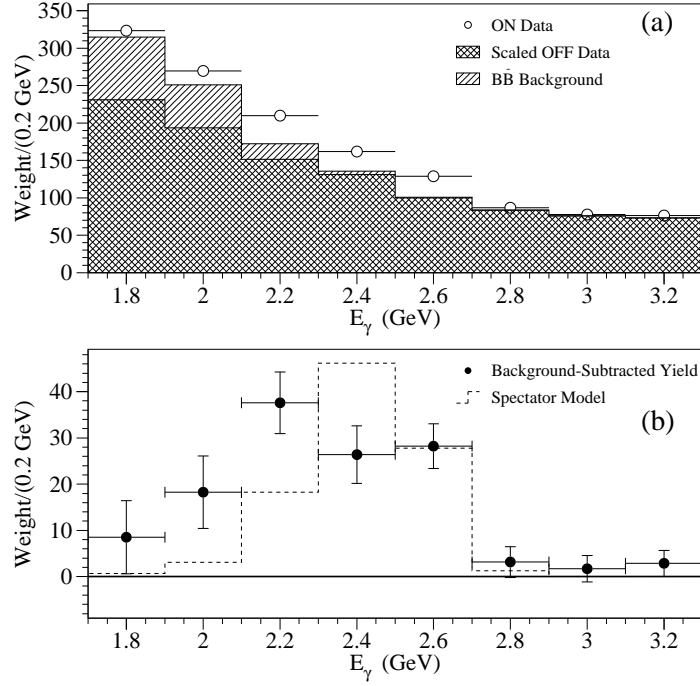 (a)
ON Data
Scaled OFF Data
BB̄ Background
Weight/(0.2 GeV)
350
300
250
200
150
100
50
0
1.8 2 2.2 2.4 2.6 2.8 3 3.2
Eγ (GeV)
Background-Subtracted Yield
Spectator Model
(b)
Weight/(0.2 GeV)
40
30
20
10
0
1.8 2 2.2 2.4 2.6 2.8 3 3.2
Eγ (GeV)